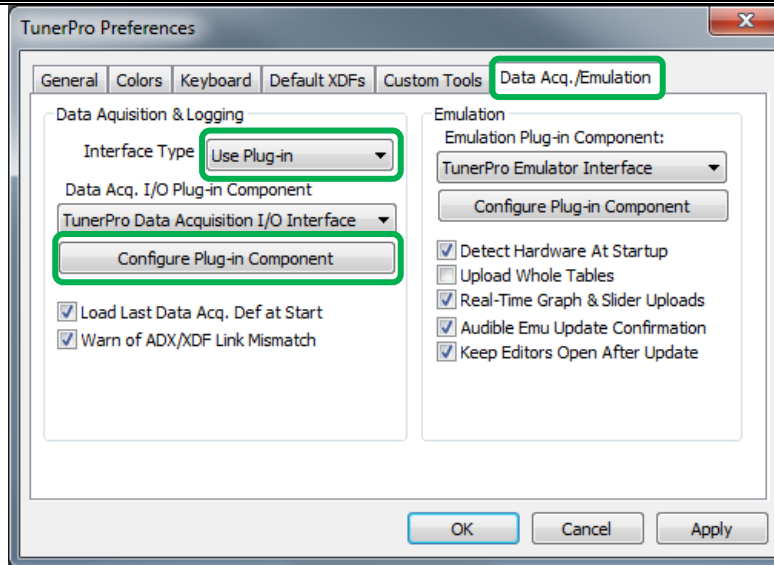 TunerPro Preferences
x
General
Colors
Keyboard
Default XDFs
Custom Tools
Data Acq./Emulation
Data Aquisition & Logging
Interface Type
Use Plug-in
Data Acq. I/O Plug-in Component
TunerPro Data Acquisition I/O Interface
Configure Plug-in Component
Load Last Data Acq. Def at Start
Warn of ADX/XDF Link Mismatch
Emulation
Emulation Plug-in Component:
TunerPro Emulator Interface
Configure Plug-in Component
Detect Hardware At Startup
Upload Whole Tables
Real-Time Graph & Slider Uploads
Audible Emu Update Confirmation
Keep Editors Open After Update
OK
Cancel
Apply